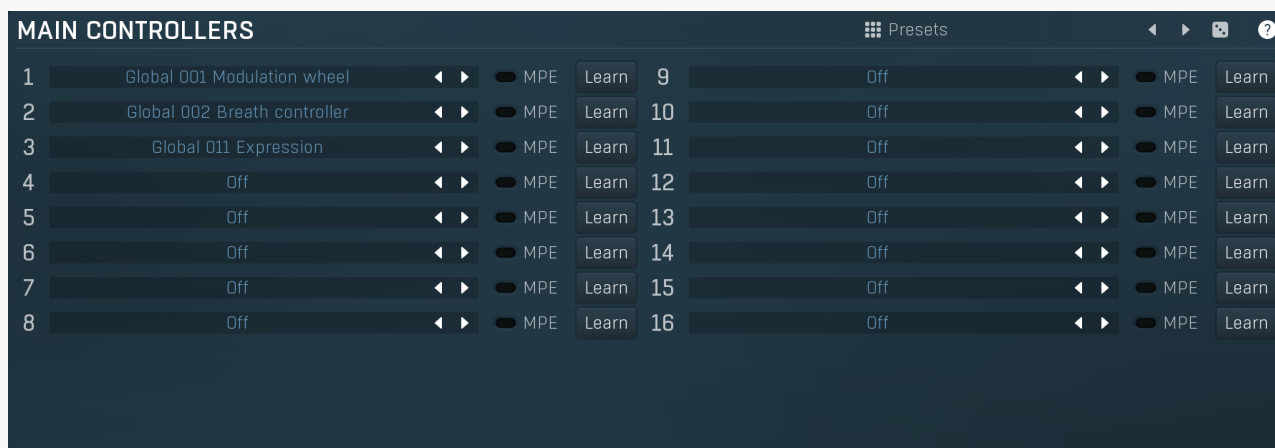 MAIN CONTROLLERS Presets ?
1 Global 001 Modulation wheel MPE Learn 9 Off MPE Learn
2 Global 002 Breath controller MPE Learn 10 Off MPE Learn
3 Global 011 Expression MPE Learn 11 Off MPE Learn
4 Off MPE Learn 12 Off MPE Learn
5 Off MPE Learn 13 Off MPE Learn
6 Off MPE Learn 14 Off MPE Learn
7 Off MPE Learn 15 Off MPE Learn
8 Off MPE Learn 16 Off MPE Learn